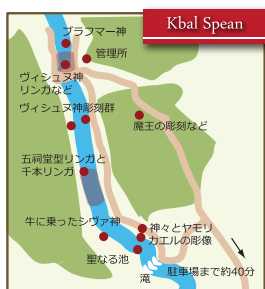 Kbal Spean
ブラフマー神
管理所
ヴィシュヌ神
リンガなど
ヴィシュヌ神彫刻群
魔王の彫刻など
五祠堂型リンガと
千本リンガ
牛に乗ったシヴァ神
神々とヤモリ
カエルの彫像
聖なる池
滝
駐車場まで約40分